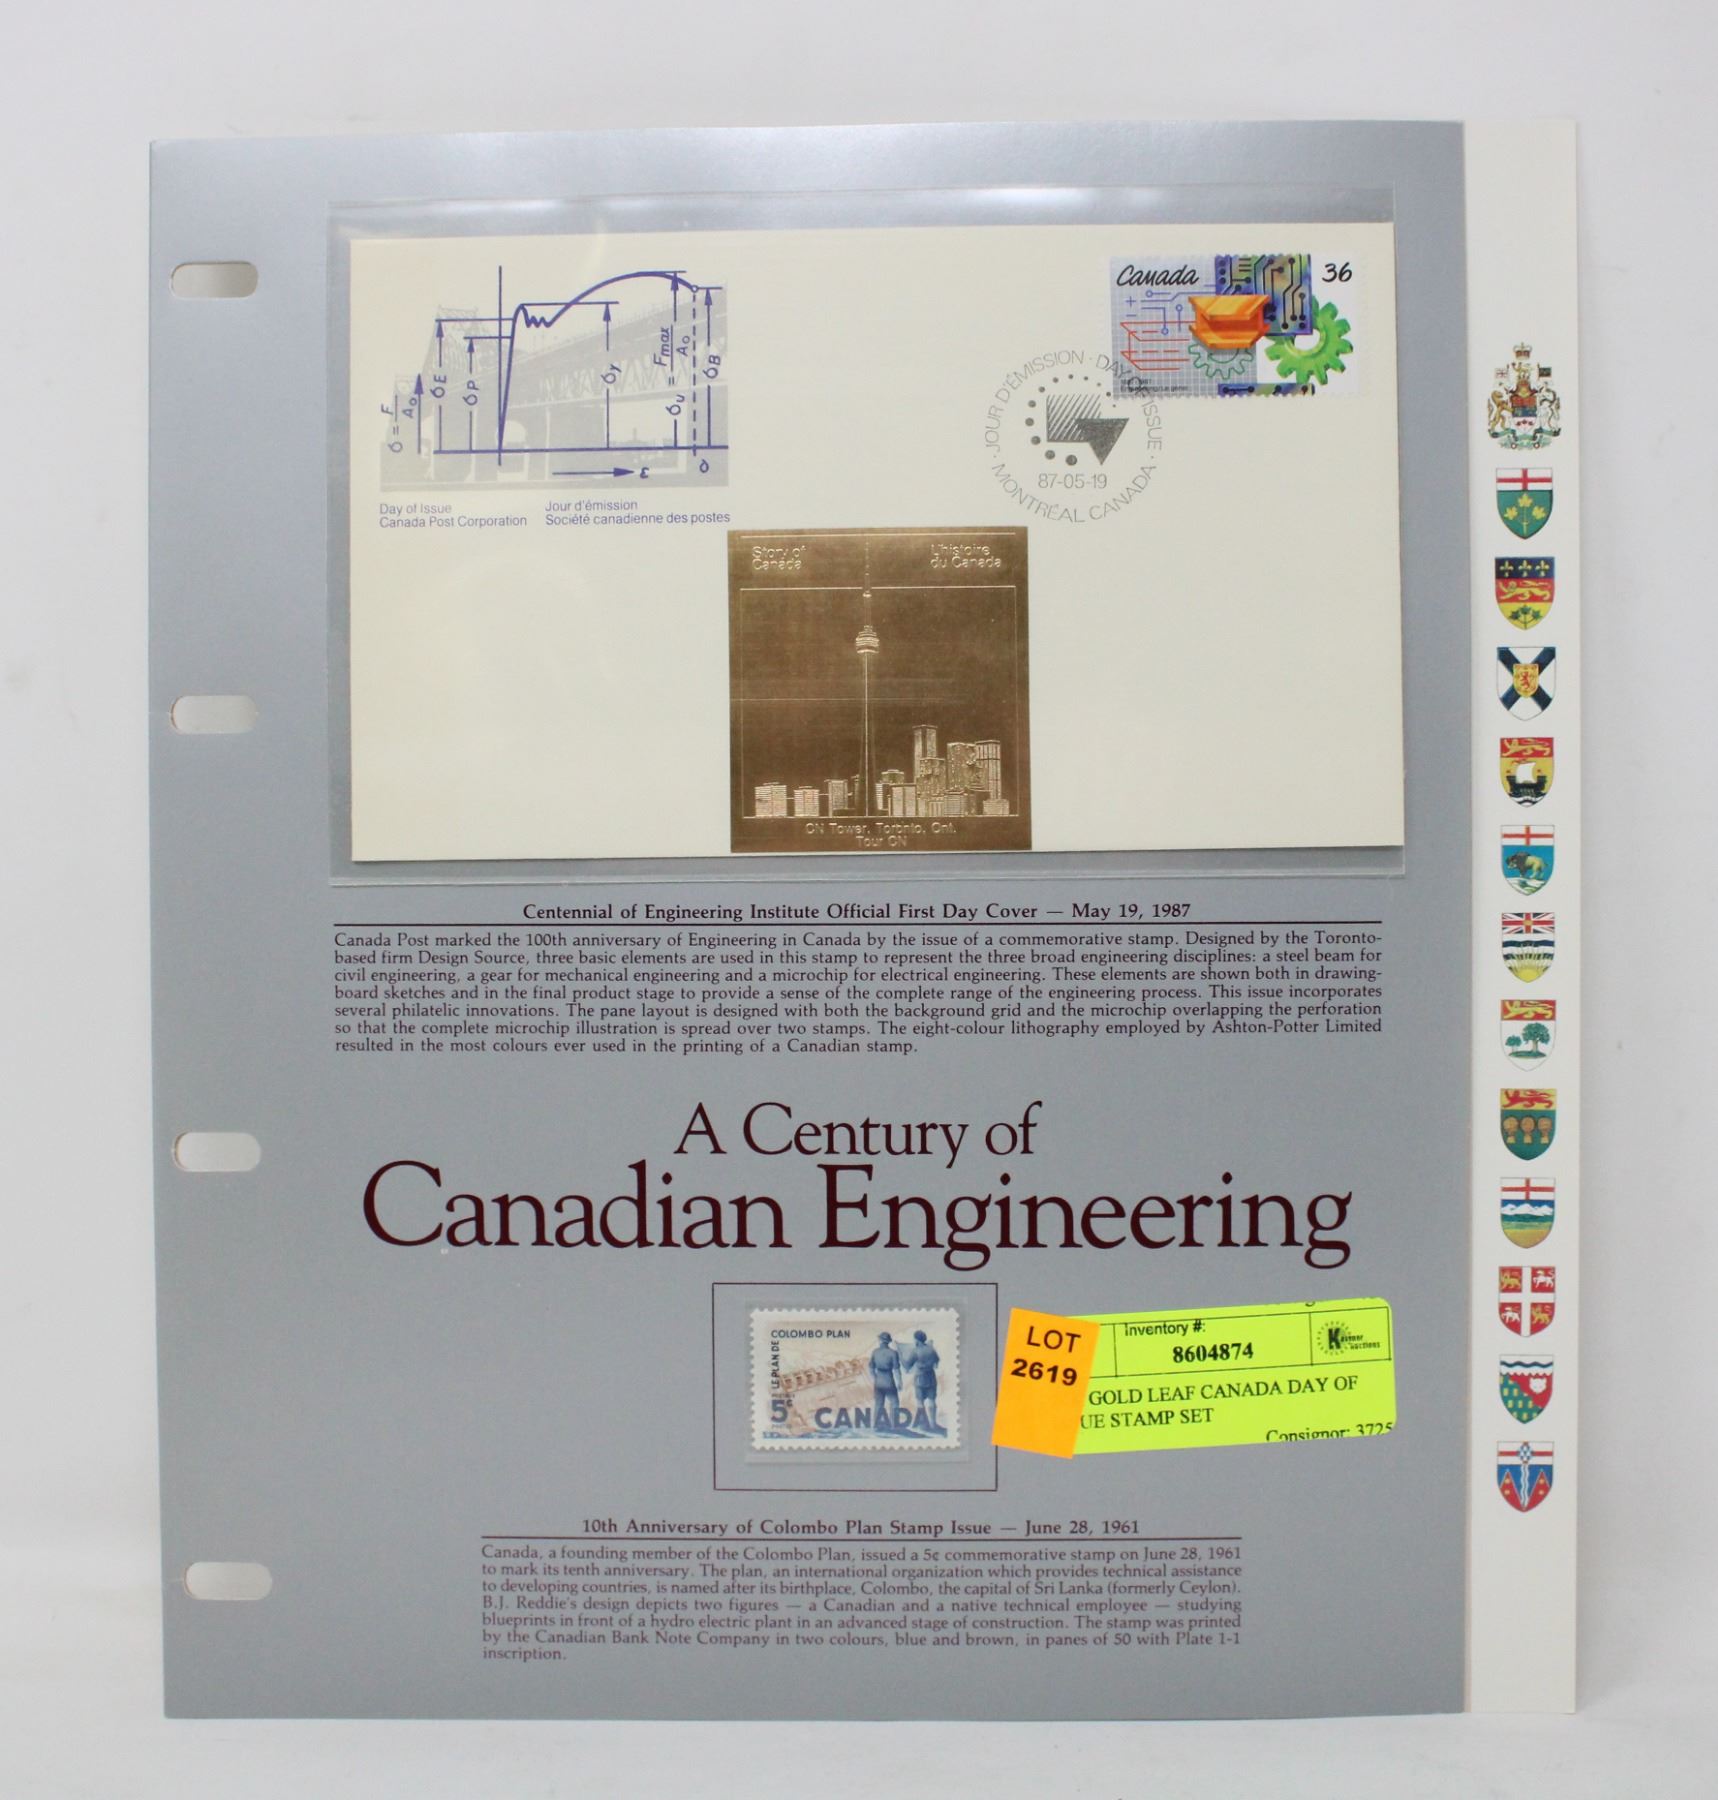 Canada 36
σ = F / A₀
σE
σP
σy
σu = Fmax / A₀
σB
ε
Day of Issue
Canada Post Corporation
Jour d'émission
Société canadienne des postes
· JOUR D'ÉMISSION · DAY OF ISSUE ·
87-05-19
MONTRÉAL CANADA
Story of
Canada
L'histoire
du Canada
CN Tower, Toronto, Ont.
Tour CN
Centennial of Engineering Institute Official First Day Cover — May 19, 1987
Canada Post marked the 100th anniversary of Engineering in Canada by the issue of a commemorative stamp. Designed by the Toronto-
based firm Design Source, three basic elements are used in this stamp to represent the three broad engineering disciplines: a steel beam for
civil engineering, a gear for mechanical engineering and a microchip for electrical engineering. These elements are shown both in drawing-
board sketches and in the final product stage to provide a sense of the complete range of the engineering process. This issue incorporates
several philatelic innovations. The pane layout is designed with both the background grid and the microchip overlapping the perforation
so that the complete microchip illustration is spread over two stamps. The eight-colour lithography employed by Ashton-Potter Limited
resulted in the most colours ever used in the printing of a Canadian stamp.
A Century of
Canadian Engineering
COLOMBO PLAN
LE PLAN DE
5¢
CANADA
LOT
2619
Inventory #:
8604874
Kastner
Auctions
GOLD LEAF CANADA DAY OF
UE STAMP SET
Consignor: 3725
10th Anniversary of Colombo Plan Stamp Issue — June 28, 1961
Canada, a founding member of the Colombo Plan, issued a 5¢ commemorative stamp on June 28, 1961
to mark its tenth anniversary. The plan, an international organization which provides technical assistance
to developing countries, is named after its birthplace, Colombo, the capital of Sri Lanka (formerly Ceylon).
B.J. Reddie's design depicts two figures — a Canadian and a native technical employee — studying
blueprints in front of a hydro electric plant in an advanced stage of construction. The stamp was printed
by the Canadian Bank Note Company in two colours, blue and brown, in panes of 50 with Plate 1-1
inscription.